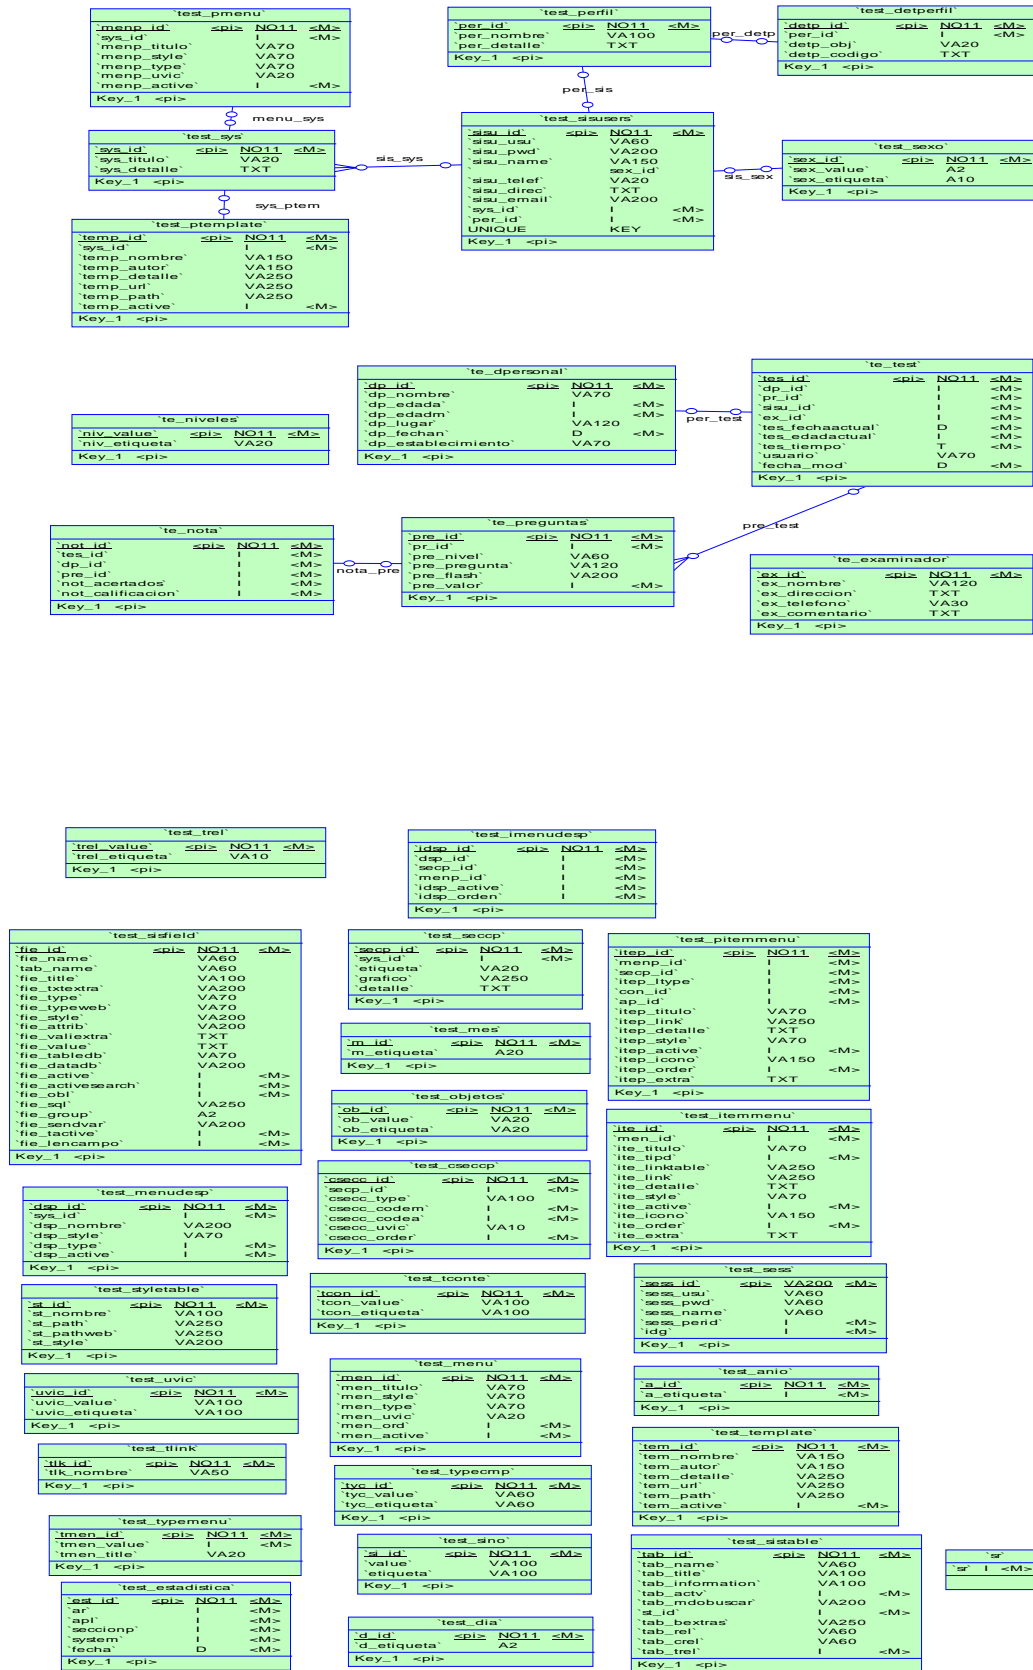 `test_pmenu`
`menp_id` <pi> NO11 <M>
`sys_id` I <M>
`menp_titulo` VA70
`menp_style` VA70
`menp_type` VA70
`menp_uvic` VA20
`menp_active` I <M>
Key_1 <pi>
`test_perfil`
`per_id` <pi> NO11 <M>
`per_nombre` VA100
`per_detalle` TXT
Key_1 <pi>
per_detp
`test_detperfil`
`detp_id` <pi> NO11 <M>
`per_id` I <M>
`detp_obj` VA20
`detp_codigo` TXT
Key_1 <pi>
menu_sys
per_sis
`test_sys`
`sys_id` <pi> NO11 <M>
`sys_titulo` VA20
`sys_detalle` TXT
Key_1 <pi>
sis_sys
`test_sisusers`
`sisu_id` <pi> NO11 <M>
`sisu_usu` VA60
`sisu_pwd` VA200
`sisu_name` VA150
` sex_id`
`sisu_telef` VA20
`sisu_direc` TXT
`sisu_email` VA200
`sys_id` I <M>
`per_id` I <M>
UNIQUE KEY
Key_1 <pi>
sis_sex
`test_sexo`
`sex_id` <pi> NO11 <M>
`sex_value` A2
`sex_etiqueta` A10
Key_1 <pi>
sys_ptem
`test_ptemplate`
`temp_id` <pi> NO11 <M>
`sys_id` I <M>
`temp_nombre` VA150
`temp_autor` VA150
`temp_detalle` VA250
`temp_url` VA250
`temp_path` VA250
`temp_active` I <M>
Key_1 <pi>
`te_niveles`
`niv_value` <pi> NO11 <M>
`niv_etiqueta` VA20
Key_1 <pi>
`te_dpersonal`
`dp_id` <pi> NO11 <M>
`dp_nombre` VA70
`dp_edada` I <M>
`dp_edadm` I <M>
`dp_lugar` VA120
`dp_fechan` D <M>
`dp_establecimiento` VA70
Key_1 <pi>
per_test
`te_test`
`tes_id` <pi> NO11 <M>
`dp_id` I <M>
`pr_id` I <M>
`sisu_id` I <M>
`ex_id` I <M>
`tes_fechaactual` D <M>
`tes_edadactual` I <M>
`tes_tiempo` T <M>
`usuario` VA70
`fecha_mod` D <M>
Key_1 <pi>
`te_nota`
`not_id` <pi> NO11 <M>
`tes_id` I <M>
`dp_id` I <M>
`pre_id` I <M>
`not_acertados` I <M>
`not_calificacion` I <M>
Key_1 <pi>
nota_pre
`te_preguntas`
`pre_id` <pi> NO11 <M>
`pr_id` I <M>
`pre_nivel` VA60
`pre_pregunta` VA120
`pre_flash` VA200
`pre_valor` I <M>
Key_1 <pi>
pre_test
`te_examinador`
`ex_id` <pi> NO11 <M>
`ex_nombre` VA120
`ex_direccion` TXT
`ex_telefono` VA30
`ex_comentario` TXT
Key_1 <pi>
`test_trel`
`trel_value` <pi> NO11 <M>
`trel_etiqueta` VA10
Key_1 <pi>
`test_imenudesp`
`idsp_id` <pi> NO11 <M>
`dsp_id` I <M>
`secp_id` I <M>
`menp_id` I <M>
`idsp_active` I <M>
`idsp_orden` I <M>
Key_1 <pi>
`test_sisfield`
`fie_id` <pi> NO11 <M>
`fie_name` VA60
`tab_name` VA60
`fie_title` VA100
`fie_txtextra` VA200
`fie_type` VA70
`fie_typeweb` VA70
`fie_style` VA200
`fie_attrib` VA200
`fie_valiextra` TXT
`fie_value` TXT
`fie_tabledb` VA70
`fie_datadb` VA200
`fie_active` I <M>
`fie_activesearch` I <M>
`fie_obl` I <M>
`fie_sql` VA250
`fie_group` A2
`fie_sendvar` VA200
`fie_tactive` I <M>
`fie_lencampo` I <M>
Key_1 <pi>
`test_seccp`
`secp_id` <pi> NO11 <M>
`sys_id` I <M>
`etiqueta` VA20
`grafico` VA250
`detalle` TXT
Key_1 <pi>
`test_pitemmenu`
`itep_id` <pi> NO11 <M>
`menp_id` I <M>
`secp_id` I <M>
`itep_ltype` I <M>
`con_id` I <M>
`ap_id` I <M>
`itep_titulo` VA70
`itep_link` VA250
`itep_detalle` TXT
`itep_style` VA70
`itep_active` I <M>
`itep_icono` VA150
`itep_order` I <M>
`itep_extra` TXT
Key_1 <pi>
`test_mes`
`m_id` <pi> NO11 <M>
`m_etiqueta` A20
Key_1 <pi>
`test_objetos`
`ob_id` <pi> NO11 <M>
`ob_value` VA20
`ob_etiqueta` VA20
Key_1 <pi>
`test_itemmenu`
`ite_id` <pi> NO11 <M>
`men_id` I <M>
`ite_titulo` VA70
`ite_tipd` I <M>
`ite_linktable` VA250
`ite_link` VA250
`ite_detalle` TXT
`ite_style` VA70
`ite_active` I <M>
`ite_icono` VA150
`ite_order` I <M>
`ite_extra` TXT
Key_1 <pi>
`test_menudesp`
`dsp_id` <pi> NO11 <M>
`sys_id` I <M>
`dsp_nombre` VA200
`dsp_style` VA70
`dsp_type` I <M>
`dsp_active` I <M>
Key_1 <pi>
`test_cseccp`
`csecc_id` <pi> NO11 <M>
`secp_id` I <M>
`csecc_type` VA100
`csecc_codem` I <M>
`csecc_codea` I <M>
`csecc_uvic` VA10
`csecc_order` I <M>
Key_1 <pi>
`test_styletable`
`st_id` <pi> NO11 <M>
`st_nombre` VA100
`st_path` VA250
`st_pathweb` VA250
`st_style` VA200
Key_1 <pi>
`test_tconte`
`tcon_id` <pi> NO11 <M>
`tcon_value` VA100
`tcon_etiqueta` VA100
Key_1 <pi>
`test_sess`
`sess_id` <pi> VA200 <M>
`sess_usu` VA60
`sess_pwd` VA60
`sess_name` VA60
`sess_perid` I <M>
`idg` I <M>
Key_1 <pi>
`test_uvic`
`uvic_id` <pi> NO11 <M>
`uvic_value` VA100
`uvic_etiqueta` VA100
Key_1 <pi>
`test_menu`
`men_id` <pi> NO11 <M>
`men_titulo` VA70
`men_style` VA70
`men_type` VA70
`men_uvic` VA20
`men_ord` I <M>
`men_active` I <M>
Key_1 <pi>
`test_anio`
`a_id` <pi> NO11 <M>
`a_etiqueta` I <M>
Key_1 <pi>
`test_tlink`
`tlk_id` <pi> NO11 <M>
`tlk_nombre` VA50
Key_1 <pi>
`test_typecmp`
`tyc_id` <pi> NO11 <M>
`tyc_value` VA60
`tyc_etiqueta` VA60
Key_1 <pi>
`test_template`
`tem_id` <pi> NO11 <M>
`tem_nombre` VA150
`tem_autor` VA150
`tem_detalle` VA250
`tem_url` VA250
`tem_path` VA250
`tem_active` I <M>
Key_1 <pi>
`test_typemenu`
`tmen_id` <pi> NO11 <M>
`tmen_value` I <M>
`tmen_title` VA20
Key_1 <pi>
`test_sino`
`si_id` <pi> NO11 <M>
`value` VA100
`etiqueta` VA100
Key_1 <pi>
`test_sistable`
`tab_id` <pi> NO11 <M>
`tab_name` VA60
`tab_title` VA100
`tab_information` VA100
`tab_actv` I <M>
`tab_mdobuscar` VA200
`st_id` I <M>
`tab_bextras` VA250
`tab_rel` VA60
`tab_crel` VA60
`tab_trel` I <M>
Key_1 <pi>
`sr`
`sr` I <M>
`test_estadistica`
`est_id` <pi> NO11 <M>
`ar` I <M>
`apl` I <M>
`seccionp` I <M>
`system` I <M>
`fecha` D <M>
Key_1 <pi>
`test_dia`
`d_id` <pi> NO11 <M>
`d_etiqueta` A2
Key_1 <pi>